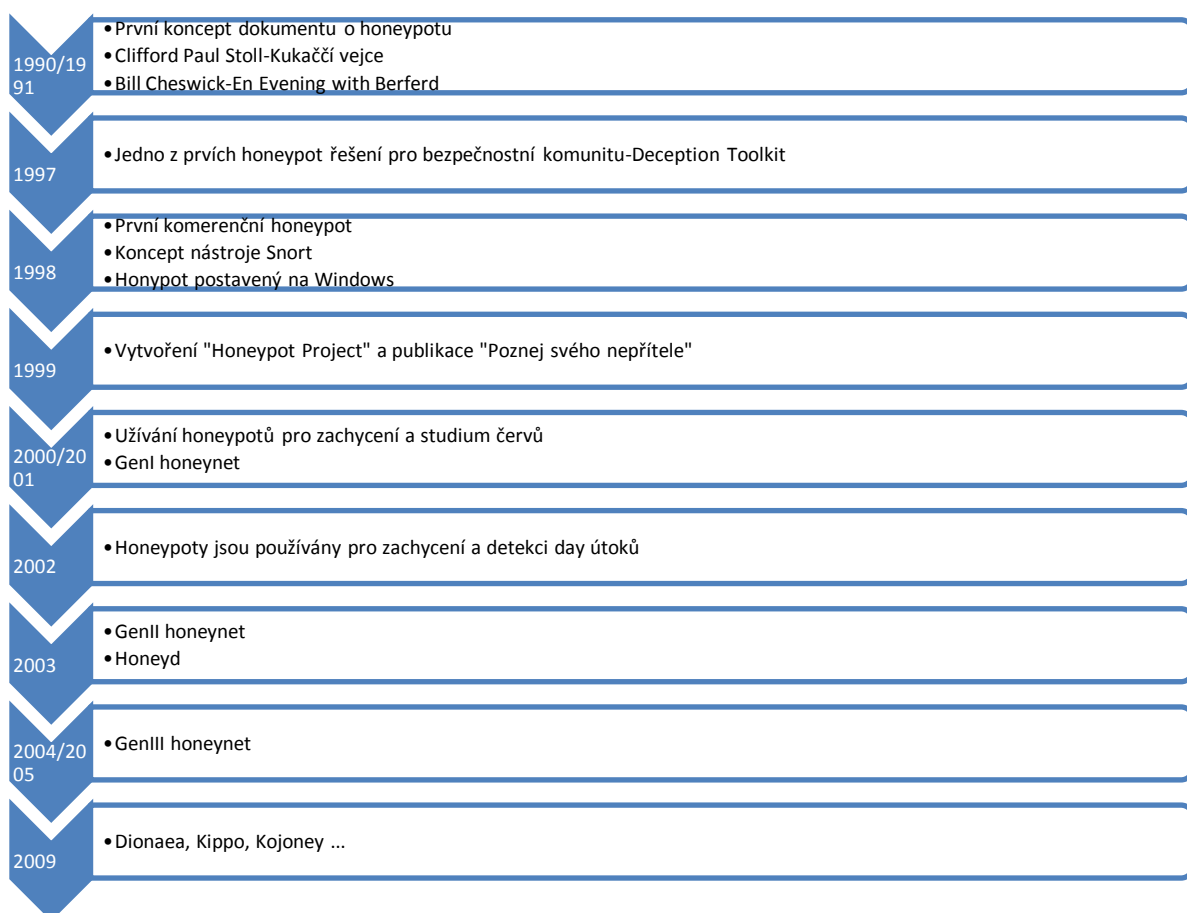 1990/19
91
•První koncept dokumentu o honeypotu
•Clifford Paul Stoll-Kukaččí vejce
•Bill Cheswick-En Evening with Berferd
1997
•Jedno z prvích honeypot řešení pro bezpečnostní komunitu-Deception Toolkit
1998
•První komerenční honeypot
•Koncept nástroje Snort
•Honypot postavený na Windows
1999
•Vytvoření "Honeypot Project" a publikace "Poznej svého nepřítele"
2000/20
01
•Užívání honeypotů pro zachycení a studium červů
•GenI honeynet
2002
•Honeypoty jsou používány pro zachycení a detekci day útoků
2003
•GenII honeynet
•Honeyd
2004/20
05
•GenIII honeynet
2009
•Dionaea, Kippo, Kojoney ...